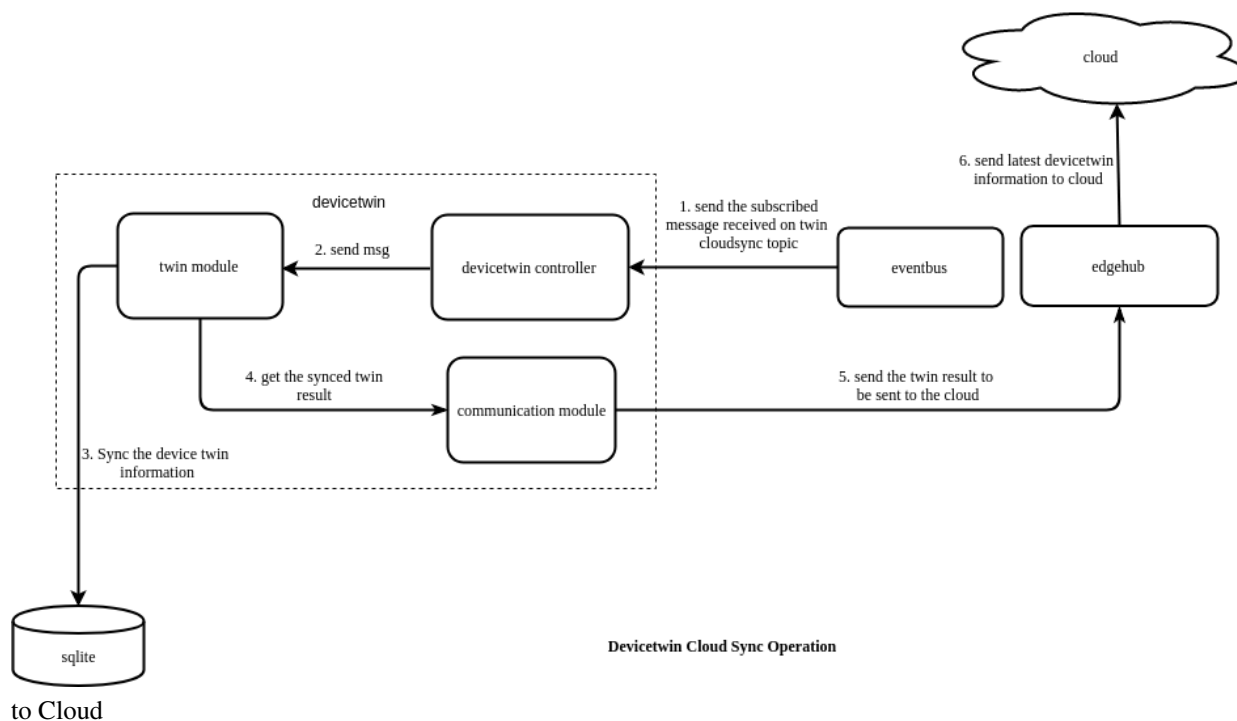 cloud
6. send latest devicetwin
information to cloud
devicetwin
1. send the subscribed
message received on twin
cloudsync topic
2. send msg
twin module
devicetwin controller
eventbus
edgehub
4. get the synced twin
result
5. send the twin result to
be sent to the cloud
communication module
3. Sync the device twin
information
Devicetwin Cloud Sync Operation
sqlite
to Cloud